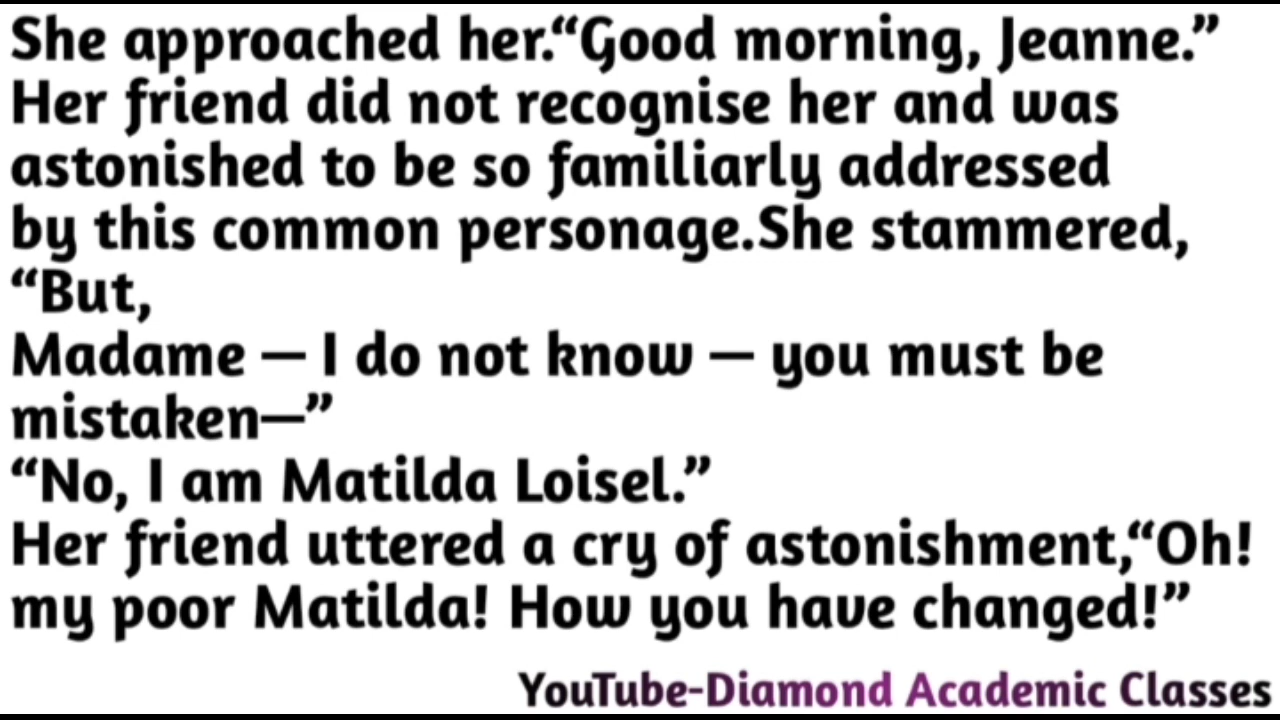 She approached her.“Good morning, Jeanne.”
Her friend did not recognise her and was
astonished to be so familiarly addressed
by this common personage.She stammered,
“But,
Madame — I do not know — you must be
mistaken—”
“No, I am Matilda Loisel.”
Her friend uttered a cry of astonishment,“Oh!
my poor Matilda! How you have changed!”
YouTube-Diamond Academic Classes